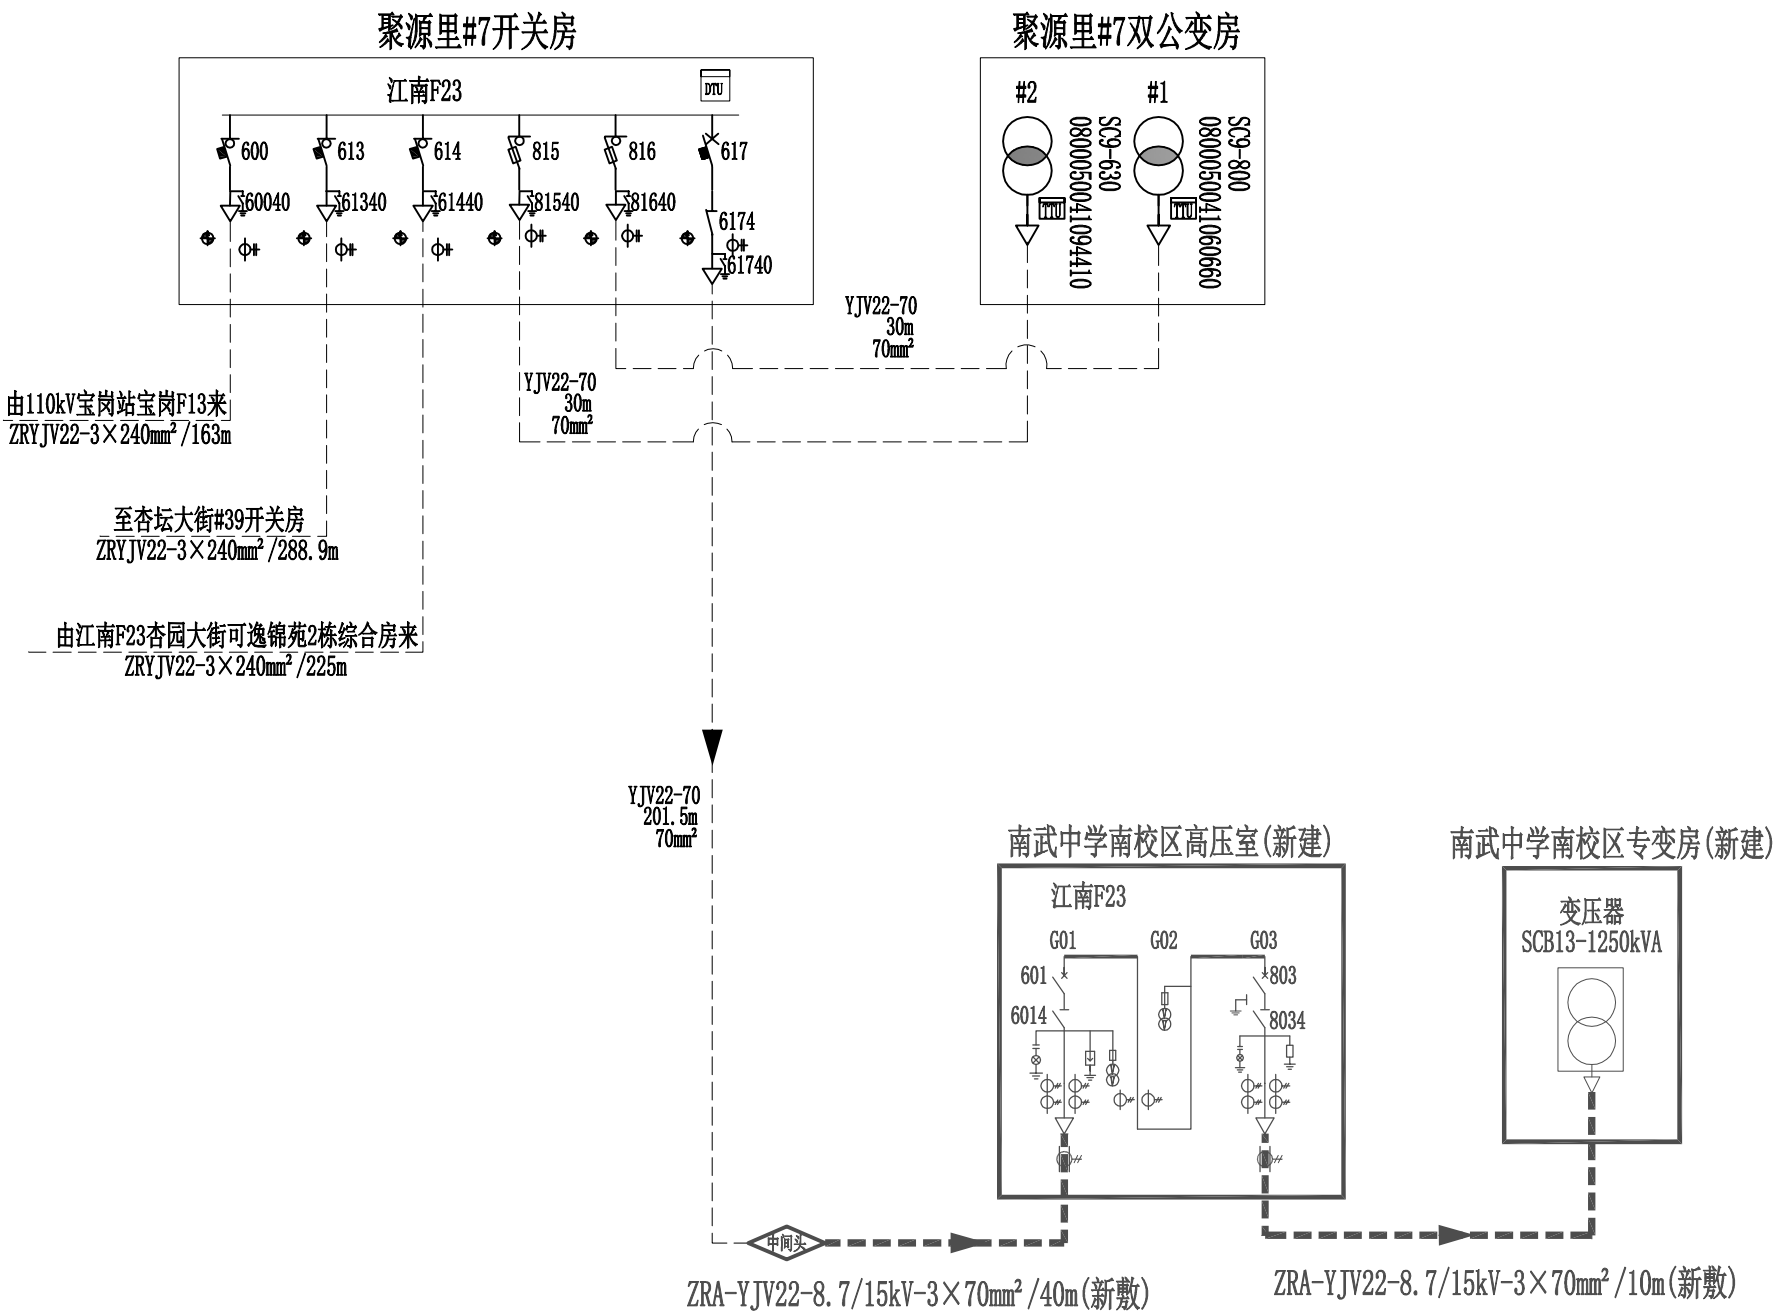 聚源里#7开关房
聚源里#7双公变房
江南F23
DTU
600
613
614
815
816
617
60040
61340
61440
81540
81640
6174
61740
#2
#1
SC9-630
0800050041094410
SC9-800
0800050041060660
TTU
TTU
YJV22-70
30m
70mm²
YJV22-70
30m
70mm²
由110kV宝岗站宝岗F13来
ZRYJV22-3×240mm²/163m
至杏坛大街#39开关房
ZRYJV22-3×240mm²/288.9m
由江南F23杏园大街可逸锦苑2栋综合房来
ZRYJV22-3×240mm²/225m
YJV22-70
201.5m
70mm²
南武中学南校区高压室(新建)
江南F23
G01
G02
G03
601
6014
803
8034
南武中学南校区专变房(新建)
变压器
SCB13-1250kVA
中间头
ZRA-YJV22-8.7/15kV-3×70mm²/40m(新敷)
ZRA-YJV22-8.7/15kV-3×70mm²/10m(新敷)